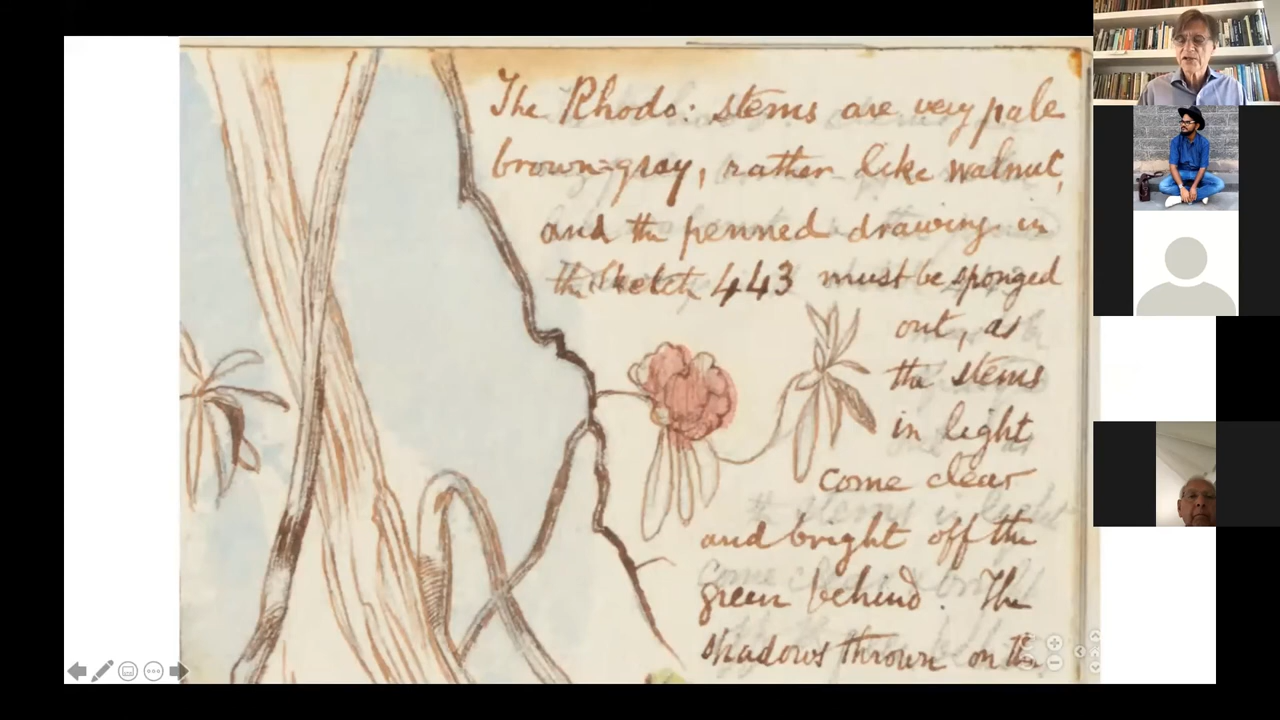 The Rhodo: stems are very pale
brown=gray, rather like walnut,
and the penned drawing in
the Sketch 443 must be sponged
out, as
the stems
in light
come clear
and bright off the
green behind. The
shadows thrown on the